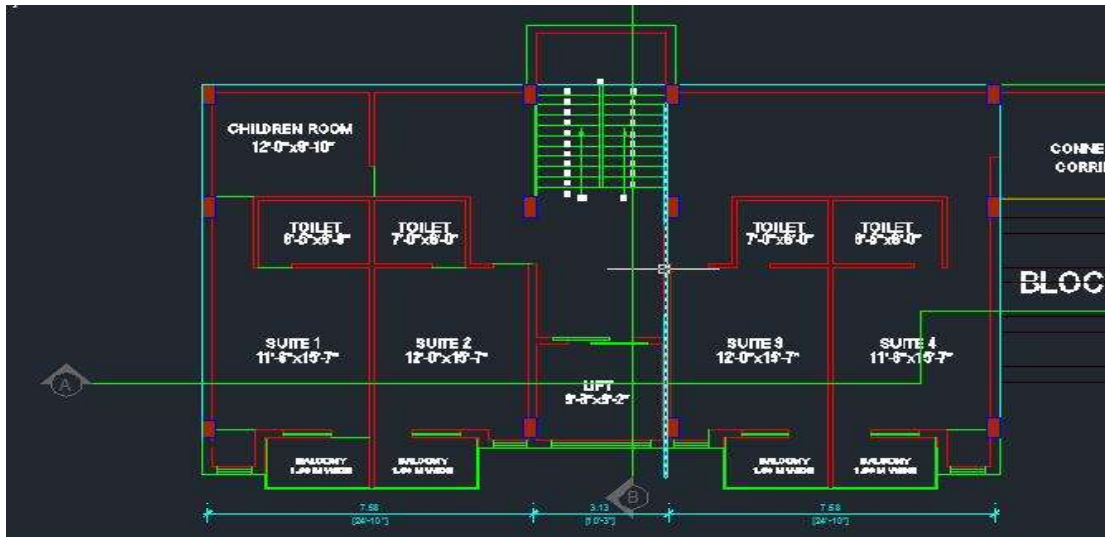 CHILDREN ROOM
12'-0"x9'-10"
CONNE
CORRI
TOILET
TOILET
7'-0"x6'-0"
TOILET
7'-0"x6'-0"
TOILET
BLOC
SUITE 1
11'-6"x15'-7"
SUITE 2
12'-0"x15'-7"
SUITE 3
12'-0"x15'-7"
SUITE 4
11'-6"x15'-7"
A
LIFT
BALCONY
BALCONY
BALCONY
BALCONY
B
7.58
[24'-10"]
3.13
[10'-3"]
7.58
[24'-10"]